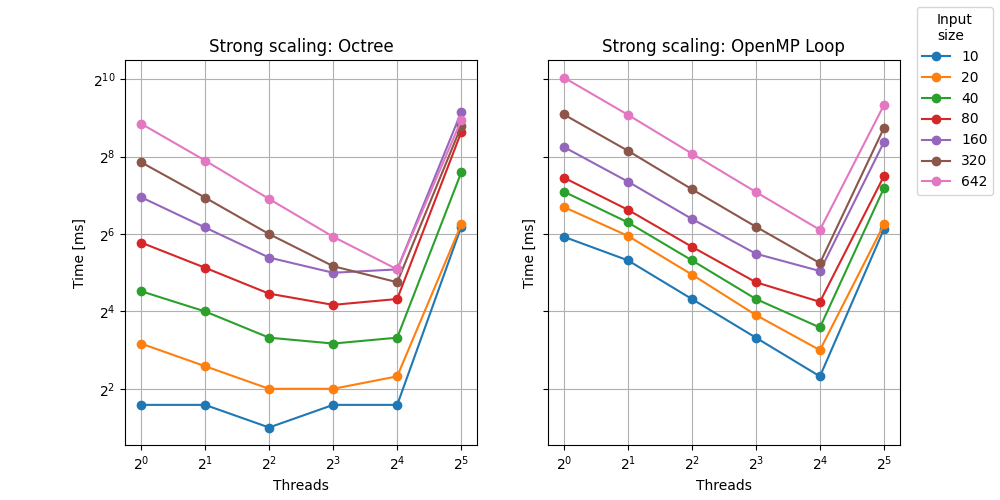 Strong scaling: Octree
2^10
2^8
2^6
2^4
2^2
Time [ms]
2^0 2^1 2^2 2^3 2^4 2^5
Threads
Strong scaling: OpenMP Loop
Time [ms]
2^0 2^1 2^2 2^3 2^4 2^5
Threads
Input
size
10
20
40
80
160
320
642